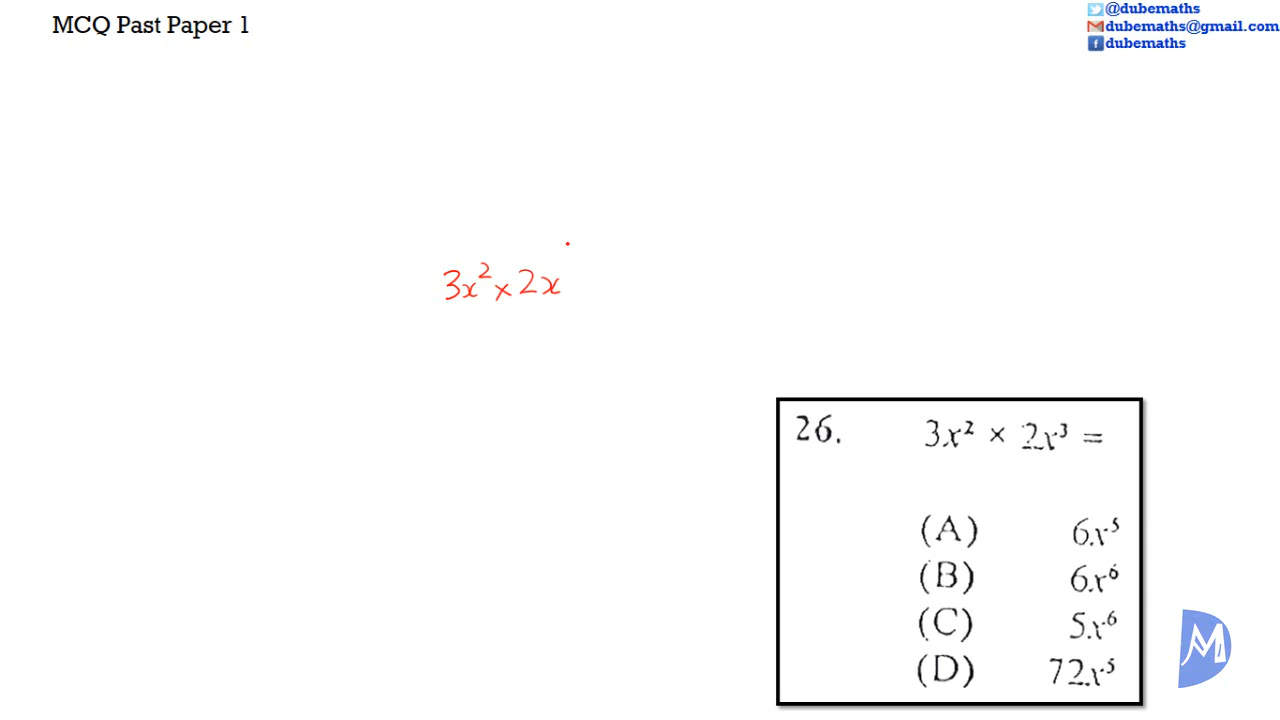 MCQ Past Paper 1
@dubemaths
dubemaths@gmail.com
dubemaths
3x² × 2x
26. 3x² × 2x³ =
(A) 6x⁵
(B) 6x⁶
(C) 5x⁶
(D) 72x⁵
M